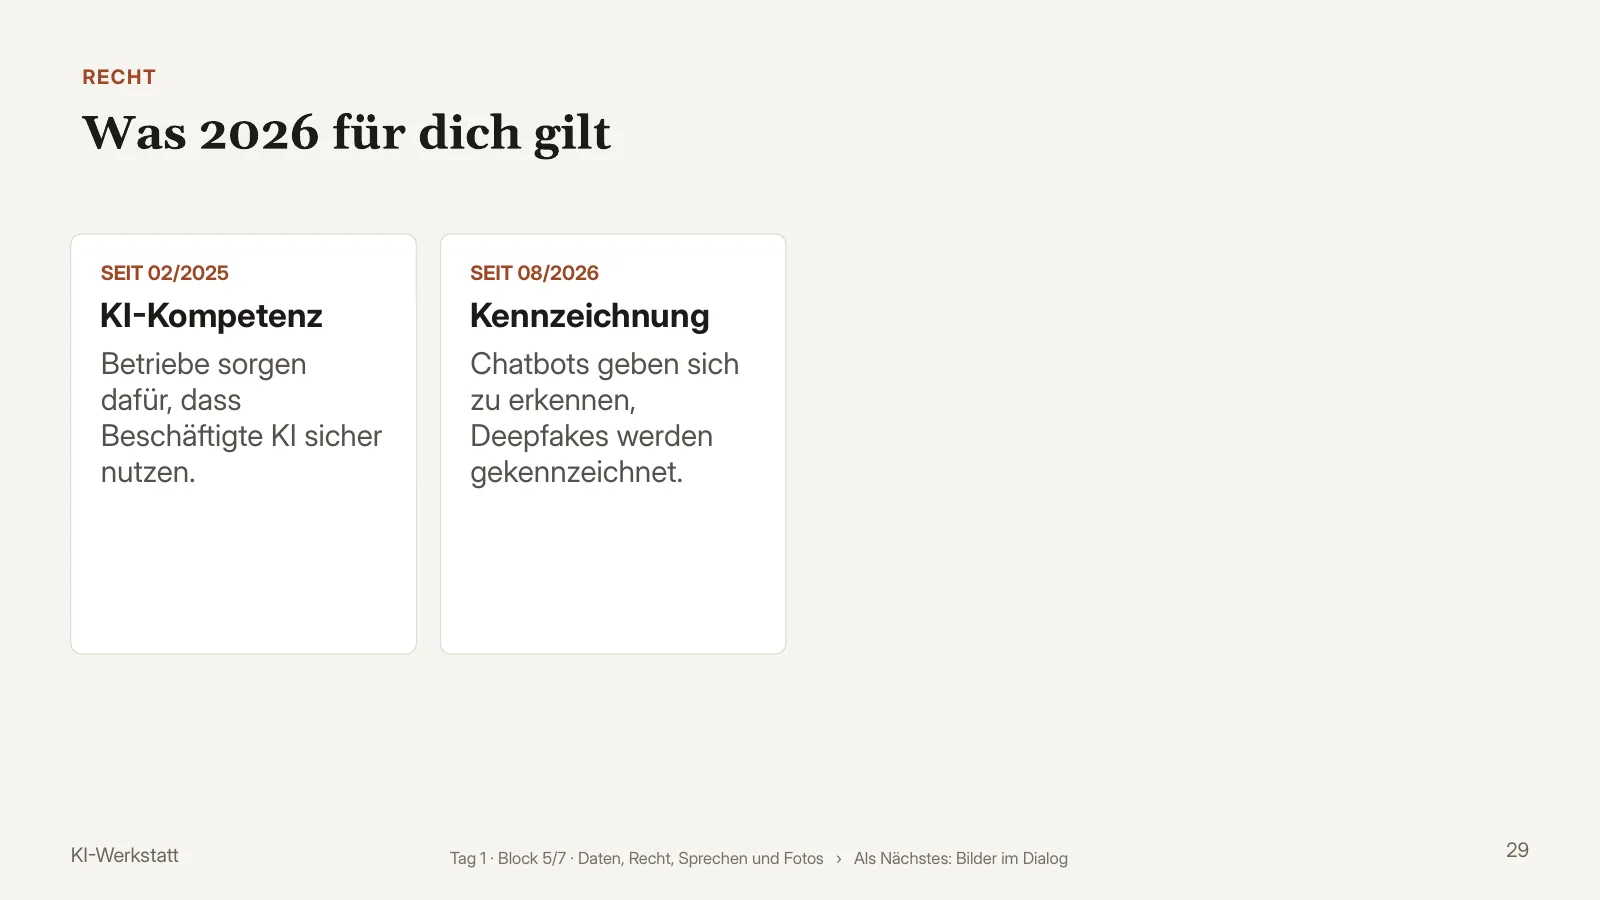 RECHT
Was 2026 für dich gilt
SEIT 02/2025
KI-Kompetenz
Betriebe sorgen
dafür, dass
Beschäftigte KI sicher
nutzen.
SEIT 08/2026
Kennzeichnung
Chatbots geben sich
zu erkennen,
Deepfakes werden
gekennzeichnet.
KI-Werkstatt
Tag 1 · Block 5/7 · Daten, Recht, Sprechen und Fotos › Als Nächstes: Bilder im Dialog
29